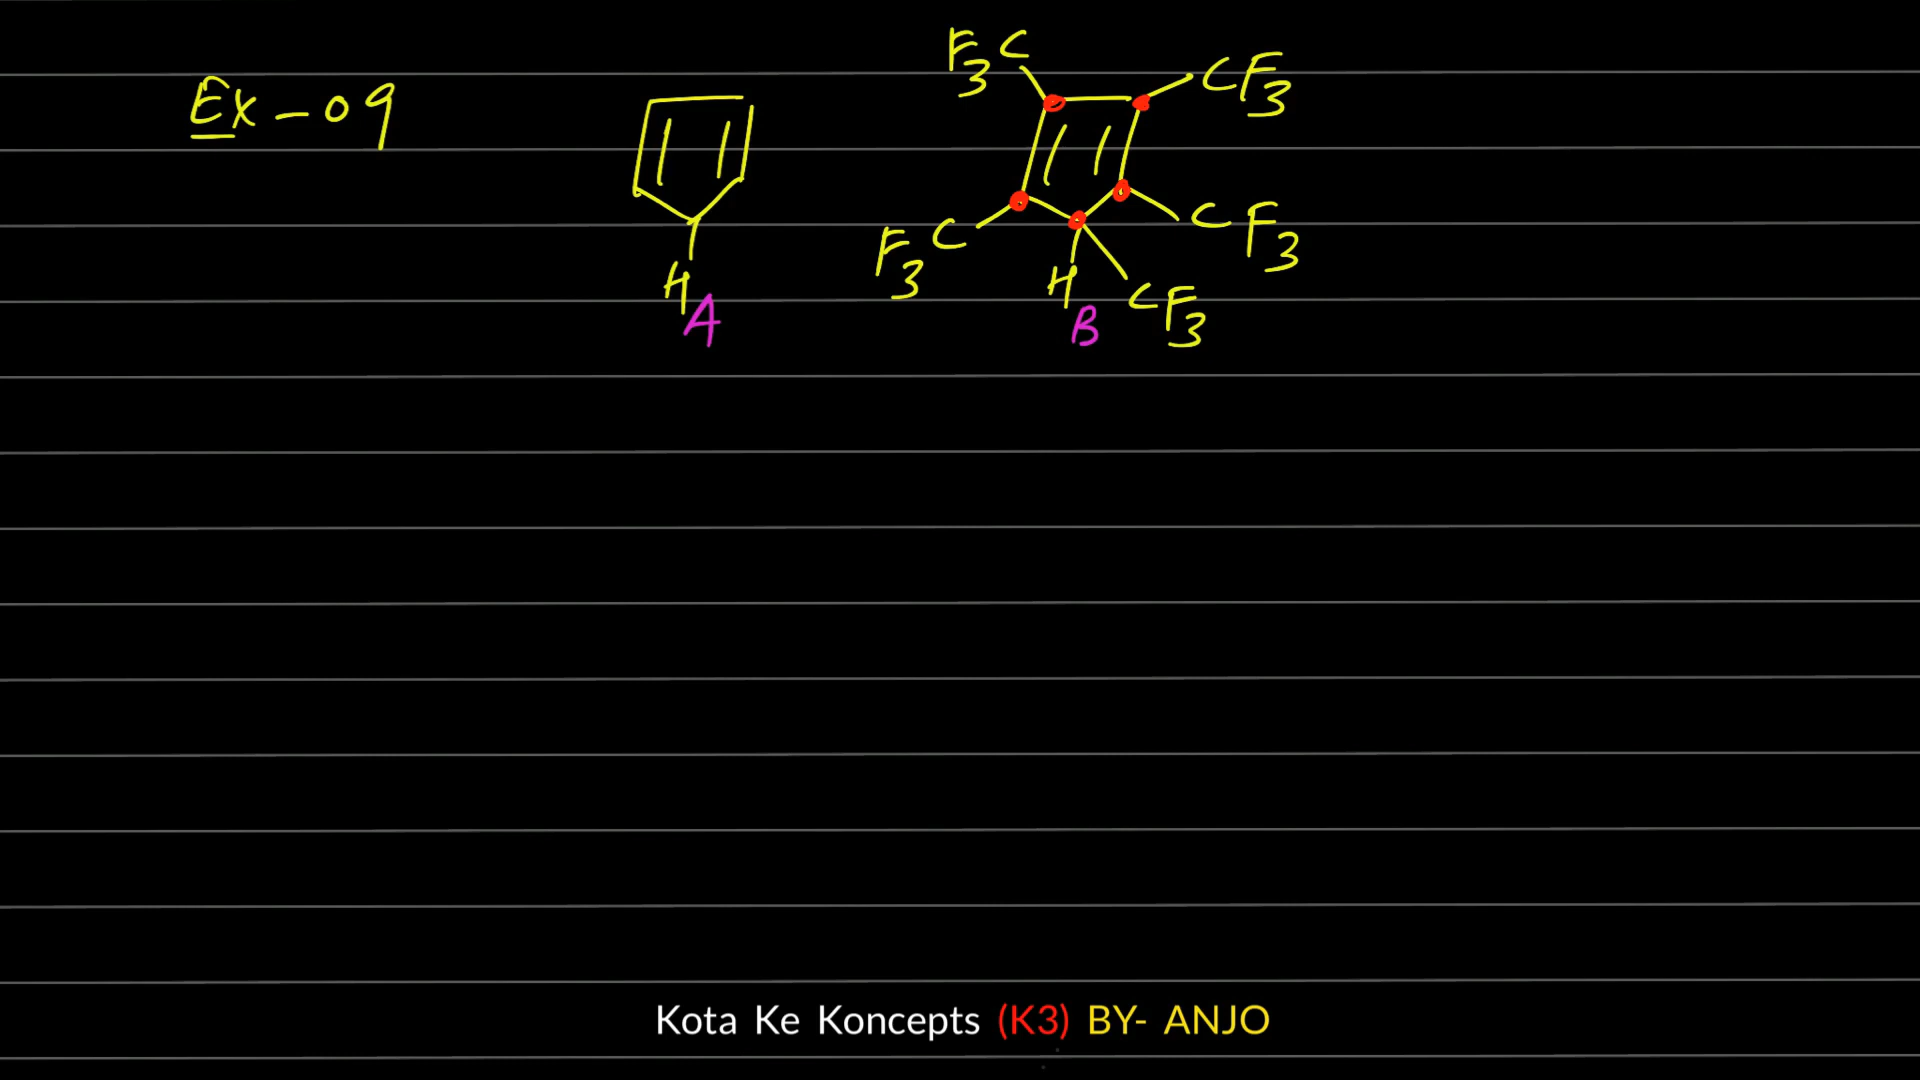 Ex-09
F3C CF3
F3C CF3
H H CF3
A B
Kota Ke Koncepts (K3) BY- ANJO